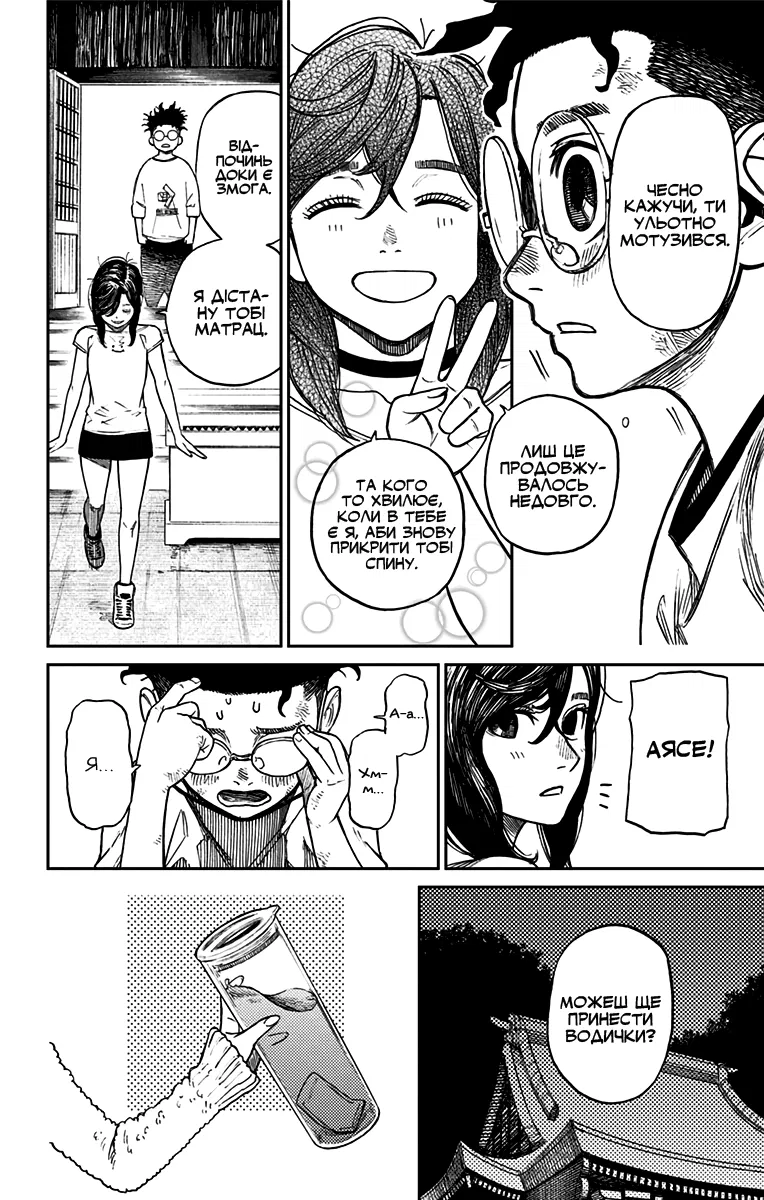 ЧЕСНО
КАЖУЧИ, ТИ
УЛЬОТНО
МОТУЗИВСЯ.
ЛИШ ЦЕ
ПРОДОВЖУ-
ВАЛОСЬ
НЕДОВГО.
ТА КОГО
ТО ХВИЛЮЄ,
КОЛИ В ТЕБЕ
Є Я, АБИ ЗНОВУ
ПРИКРИТИ ТОБІ
СПИНУ.
ВІД-
ПОЧИНЬ
ДОКИ Є
ЗМОГА.
Я ДІСТА-
НУ ТОБІ
МАТРАЦ.
АЯСЕ!
А-а...
Хм-
м...
Я...
МОЖЕШ ЩЕ
ПРИНЕСТИ
ВОДИЧКИ?